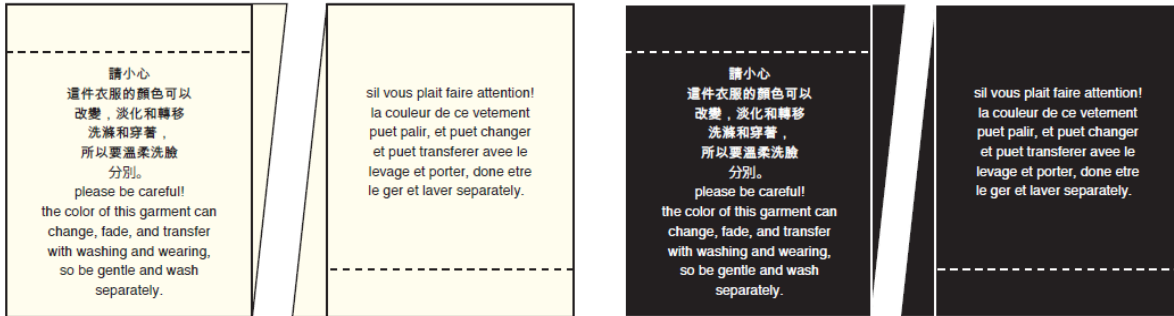 請小心
這件衣服的顏色可以
改變，淡化和轉移
洗滌和穿著，
所以要溫柔洗臉
分別。
please be careful!
the color of this garment can
change, fade, and transfer
with washing and wearing,
so be gentle and wash
separately.
sil vous plait faire attention!
la couleur de ce vetement
puet palir, et puet changer
et puet transferer avee le
levage et porter, done etre
le ger et laver separately.
請小心
這件衣服的顏色可以
改變，淡化和轉移
洗滌和穿著，
所以要溫柔洗臉
分別。
please be careful!
the color of this garment can
change, fade, and transfer
with washing and wearing,
so be gentle and wash
separately.
sil vous plait faire attention!
la couleur de ce vetement
puet palir, et puet changer
et puet transferer avee le
levage et porter, done etre
le ger et laver separately.